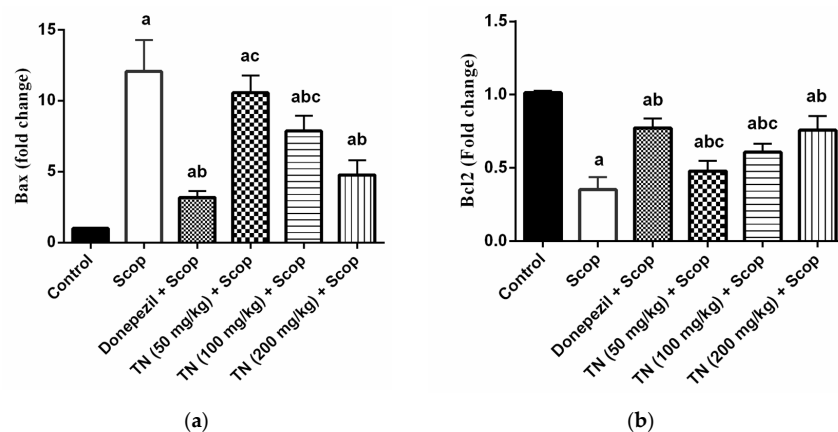 Bax (fold change)
15
10
5
0
a
ab
ac
abc
ab
Control
Scop
Donepezil + Scop
TN (50 mg/kg) + Scop
TN (100 mg/kg) + Scop
TN (200 mg/kg) + Scop
(a)
Bcl2 (Fold change)
1.5
1.0
0.5
0.0
a
ab
abc
abc
ab
Control
Scop
Donepezil + Scop
TN (50 mg/kg) + Scop
TN (100 mg/kg) + Scop
TN (200 mg/kg) + Scop
(b)